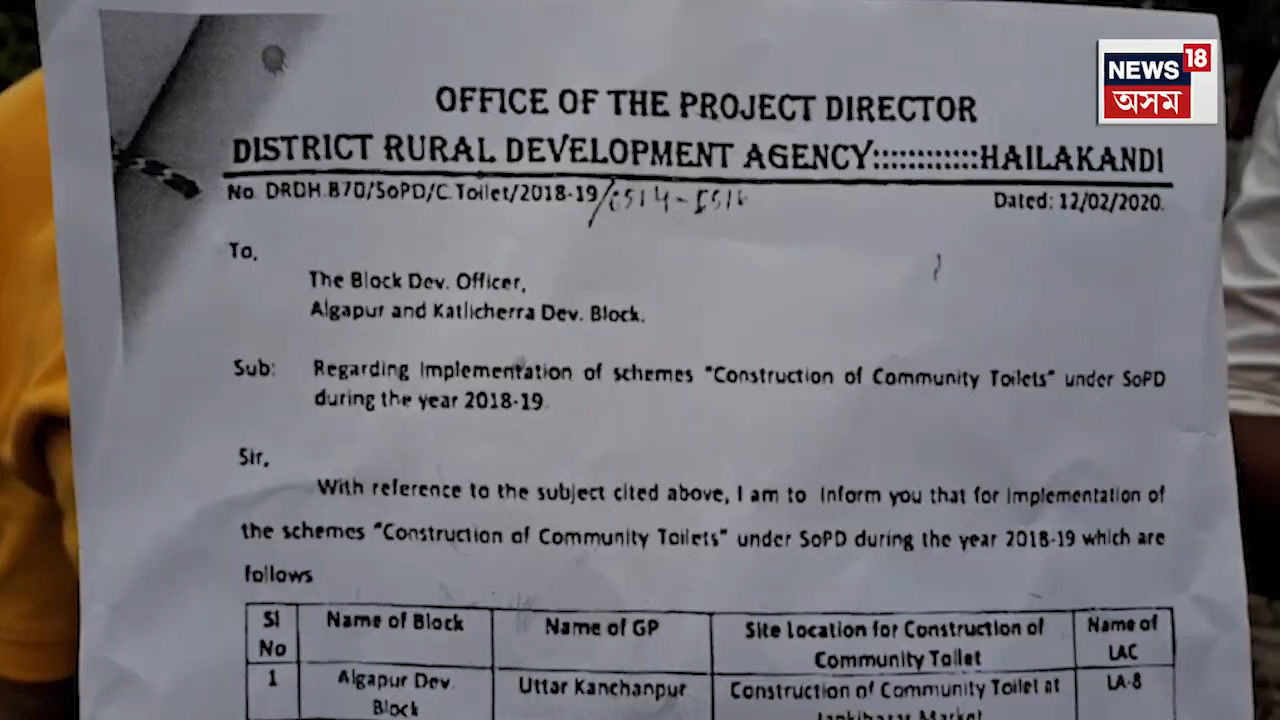 NEWS 18
অসম
OFFICE OF THE PROJECT DIRECTOR
DISTRICT RURAL DEVELOPMENT AGENCY::::::::::::HAILAKANDI
No. DRDH.B70/SoPD/C.Toilet/2018-19/
Dated: 12/02/2020.
To,
The Block Dev. Officer,
Algapur and Katlicherra Dev. Block.
Sub: Regarding implementation of schemes "Construction of Community Toilets" under SoPD
during the year 2018-19.
Sir,
With reference to the subject cited above, I am to inform you that for implementation of
the schemes "Construction of Community Toilets" under SoPD during the year 2018-19 which are
follows
Sl No
Name of Block
Name of GP
Site Location for Construction of Community Toilet
Name of LAC
1
Algapur Dev. Block
Uttar Kanchanpur
Construction of Community Toilet at
Market
LA-8